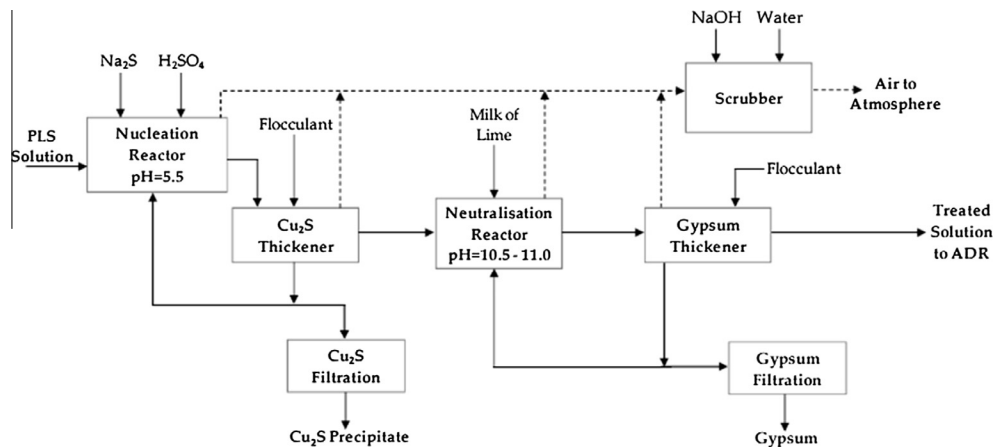 NaOH
Water
Na₂S
H₂SO₄
Scrubber
Air to
Atmosphere
PLS
Solution
Nucleation
Reactor
pH=5.5
Flocculant
Milk of
Lime
Flocculant
Cu₂S
Thickener
Neutralisation
Reactor
pH=10.5 - 11.0
Gypsum
Thickener
Treated
Solution
to ADR
Cu₂S
Filtration
Gypsum
Filtration
Cu₂S Precipitate
Gypsum